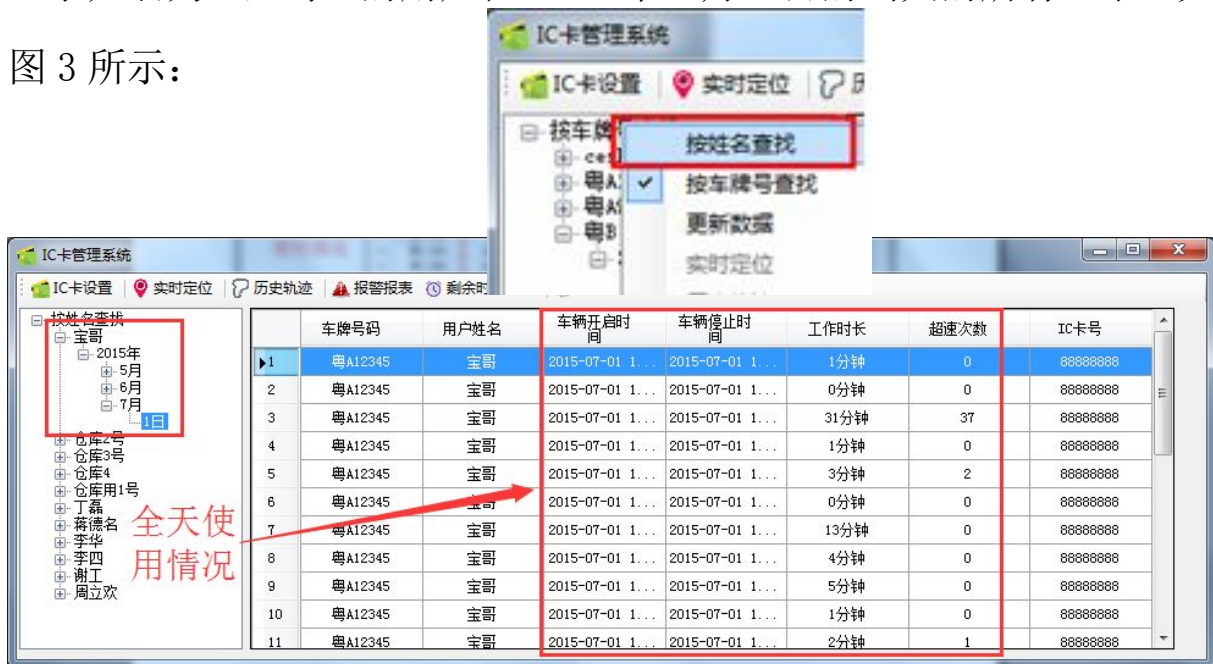 图 3 所示：
IC卡管理系统
IC卡设置 实时定位
按车牌
按姓名查找
粤A
按车牌号查找
粤A
更新数据
粤B
实时定位
IC卡管理系统
IC卡设置 实时定位 历史轨迹 报警报表
按姓名查找
宝哥
2015年
5月
6月
7月
1日
仓库2号
仓库3号
仓库4
仓库用1号
丁磊
蒋德名
李华
李四
谢工
周立欢
全天使
用情况
车牌号码 用户姓名 车辆开启时间 车辆停止时间 工作时长 超速次数 IC卡号
1 粤A12345 宝哥 2015-07-01 1... 2015-07-01 1... 1分钟 0 88888888
2 粤A12345 宝哥 2015-07-01 1... 2015-07-01 1... 0分钟 0 88888888
3 粤A12345 宝哥 2015-07-01 1... 2015-07-01 1... 31分钟 37 88888888
4 粤A12345 宝哥 2015-07-01 1... 2015-07-01 1... 1分钟 0 88888888
5 粤A12345 宝哥 2015-07-01 1... 2015-07-01 1... 3分钟 2 88888888
6 粤A12345 宝哥 2015-07-01 1... 2015-07-01 1... 0分钟 0 88888888
7 粤A12345 宝哥 2015-07-01 1... 2015-07-01 1... 13分钟 0 88888888
8 粤A12345 宝哥 2015-07-01 1... 2015-07-01 1... 4分钟 0 88888888
9 粤A12345 宝哥 2015-07-01 1... 2015-07-01 1... 5分钟 0 88888888
10 粤A12345 宝哥 2015-07-01 1... 2015-07-01 1... 1分钟 0 88888888
11 粤A12345 宝哥 2015-07-01 1... 2015-07-01 1... 2分钟 1 88888888